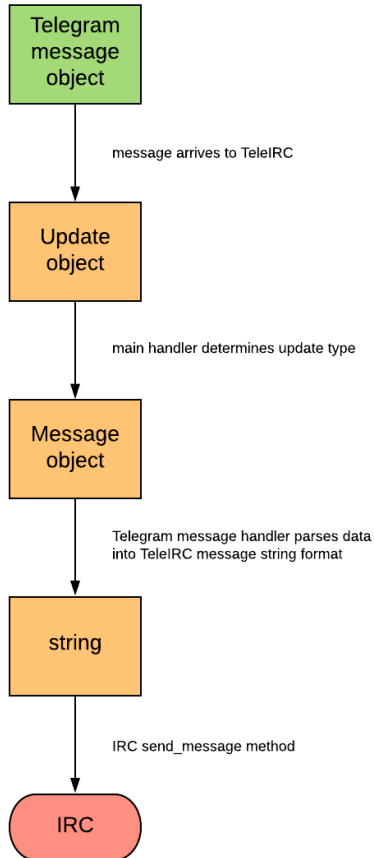 Telegram
message
object
message arrives to TeleIRC
Update
object
main handler determines update type
Message
object
Telegram message handler parses data
into TeleIRC message string format
string
IRC send_message method
IRC